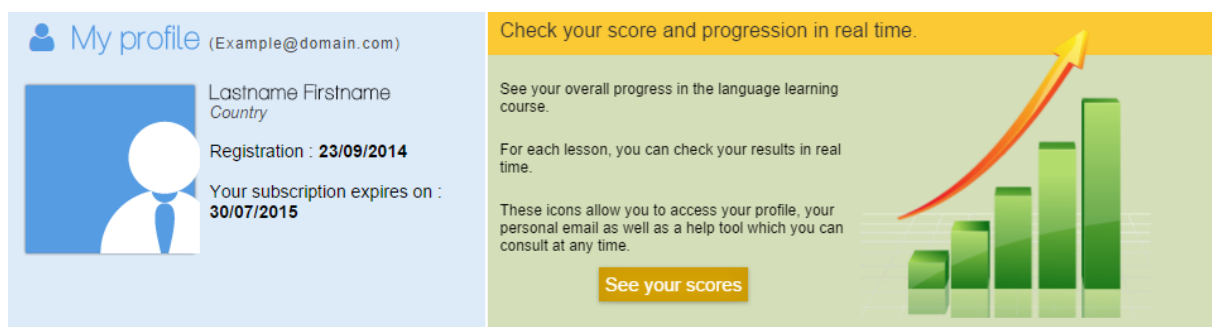 My profile (Example@domain.com)
Lastname Firstname
Country
Registration : 23/09/2014
Your subscription expires on :
30/07/2015
Check your score and progression in real time.
See your overall progress in the language learning
course.
For each lesson, you can check your results in real
time.
These icons allow you to access your profile, your
personal email as well as a help tool which you can
consult at any time.
See your scores